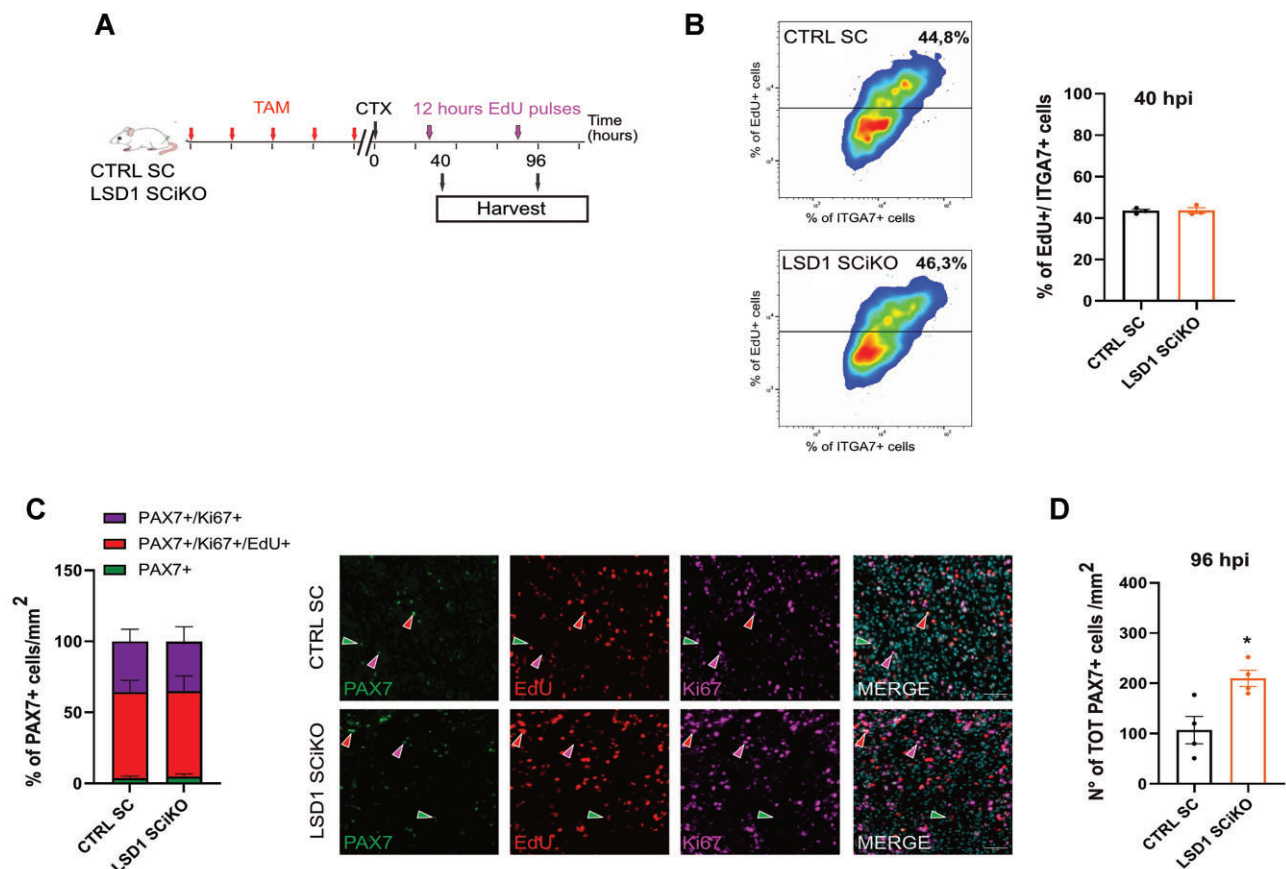 A
TAM
CTX
12 hours EdU pulses
Time
(hours)
0
40
96
CTRL SC
LSD1 SCiKO
Harvest
B
CTRL SC
44,8%
% of EdU+ cells
% of ITGA7+ cells
LSD1 SCiKO
46,3%
% of EdU+ cells
% of ITGA7+ cells
40 hpi
% of EdU+/ ITGA7+ cells
100
80
60
40
20
0
CTRL SC
LSD1 SCiKO
C
PAX7+/Ki67+
PAX7+/Ki67+/EdU+
PAX7+
% of PAX7+ cells/mm2
150
100
50
0
CTRL SC
LSD1 SCiKO
CTRL SC
PAX7
EdU
Ki67
MERGE
LSD1 SCiKO
PAX7
EdU
Ki67
MERGE
D
96 hpi
N° of TOT PAX7+ cells /mm2
400
300
200
100
0
*
CTRL SC
LSD1 SCiKO